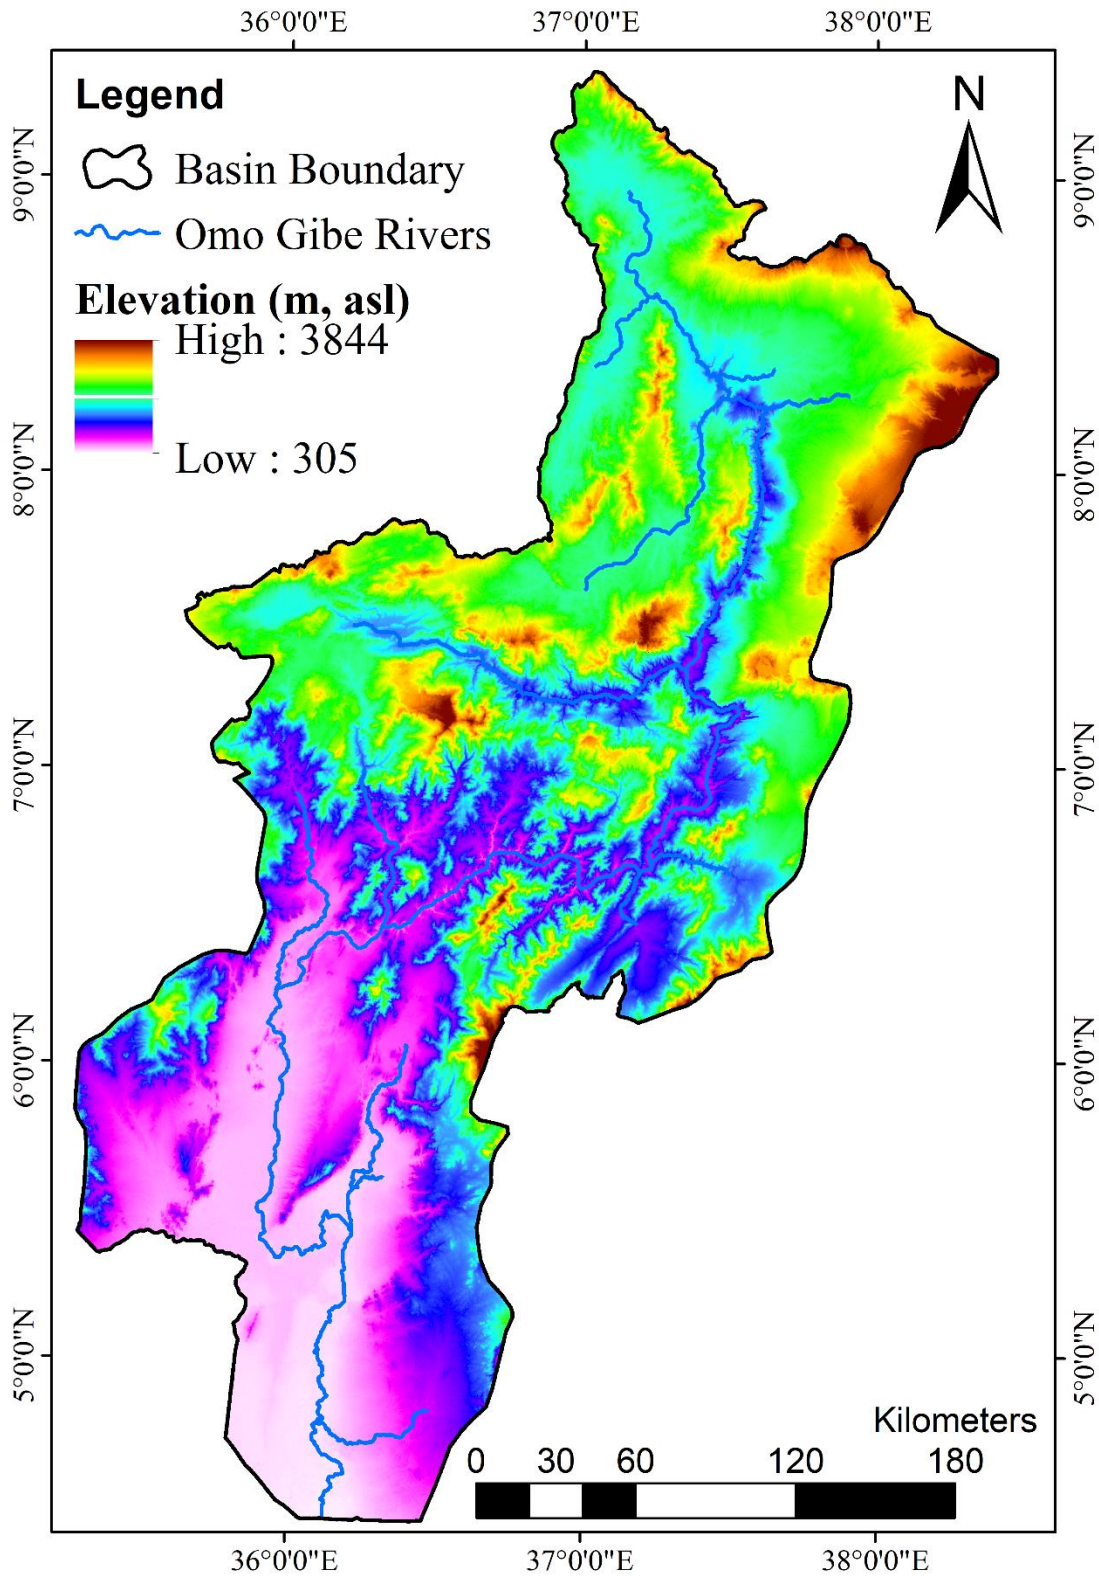 36°0'0"E 37°0'0"E 38°0'0"E
Legend
N
Basin Boundary
Omo Gibe Rivers
Elevation (m, asl)
High : 3844
Low : 305
9°0'0"N
8°0'0"N
7°0'0"N
6°0'0"N
5°0'0"N
9°0'0"N
8°0'0"N
7°0'0"N
6°0'0"N
5°0'0"N
Kilometers
0 30 60 120 180
36°0'0"E 37°0'0"E 38°0'0"E